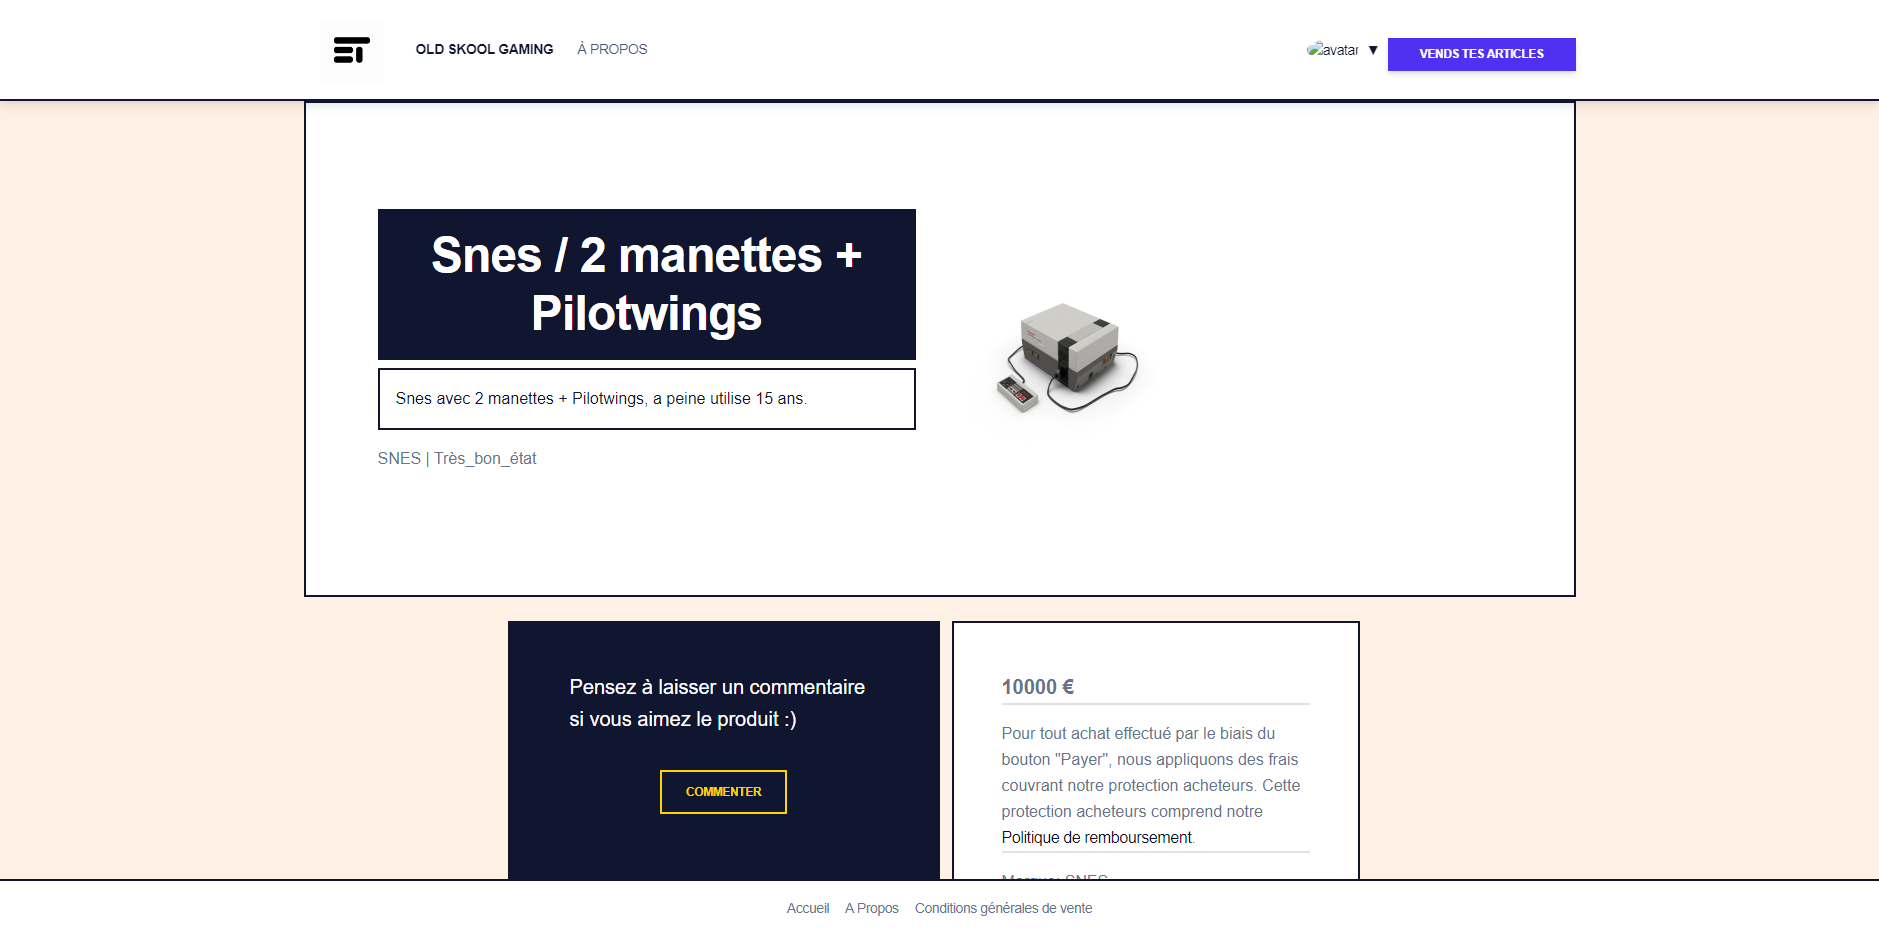 OLD SKOOL GAMING
À PROPOS
avatar ▼
VENDS TES ARTICLES
Snes / 2 manettes +
Pilotwings
Snes avec 2 manettes + Pilotwings, a peine utilise 15 ans.
SNES | Très_bon_état
Pensez à laisser un commentaire
si vous aimez le produit :)
COMMENTER
10000 €
Pour tout achat effectué par le biais du
bouton "Payer", nous appliquons des frais
couvrant notre protection acheteurs. Cette
protection acheteurs comprend notre
Politique de remboursement.
Marque: SNES
Accueil
A Propos
Conditions générales de vente